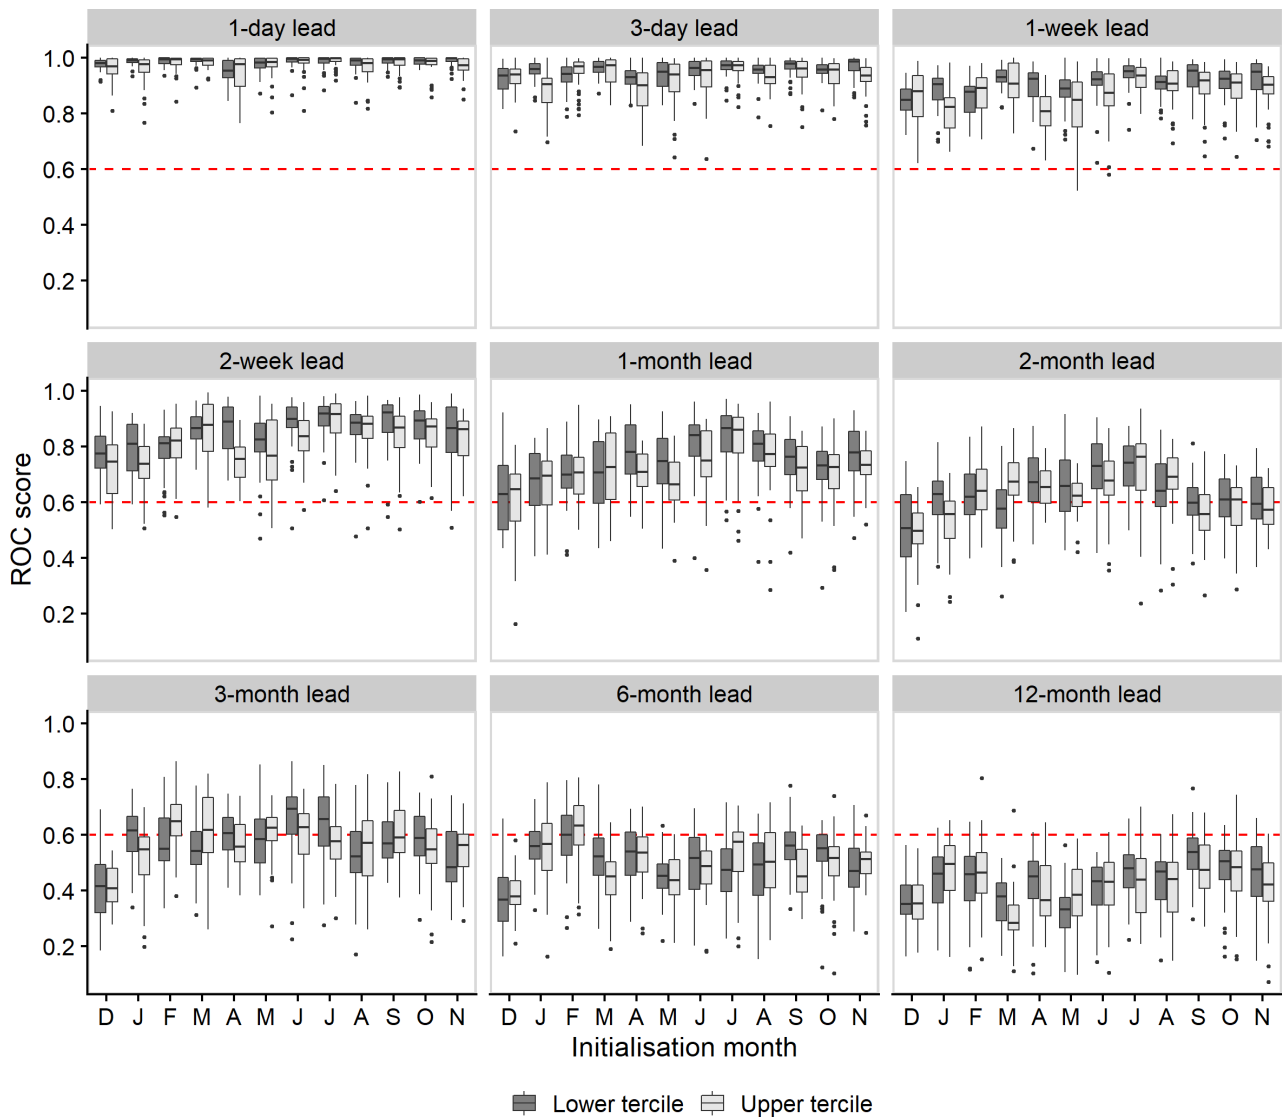 1-day lead 3-day lead 1-week lead
1.0
0.8
0.6
0.4
0.2
2-week lead 1-month lead 2-month lead
1.0
0.8
0.6
0.4
0.2
ROC score
3-month lead 6-month lead 12-month lead
1.0
0.8
0.6
0.4
0.2
D J F M A M J J A S O N D J F M A M J J A S O N D J F M A M J J A S O N
Initialisation month
Lower tercile Upper tercile